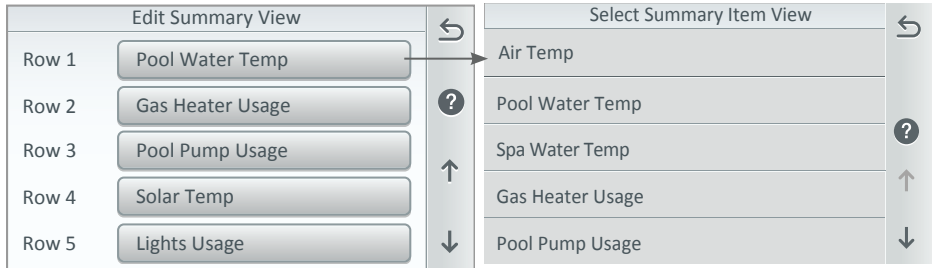 Edit Summary View
Row 1 Pool Water Temp
Row 2 Gas Heater Usage
Row 3 Pool Pump Usage
Row 4 Solar Temp
Row 5 Lights Usage
?
Select Summary Item View
Air Temp
Pool Water Temp
Spa Water Temp
Gas Heater Usage
Pool Pump Usage
?